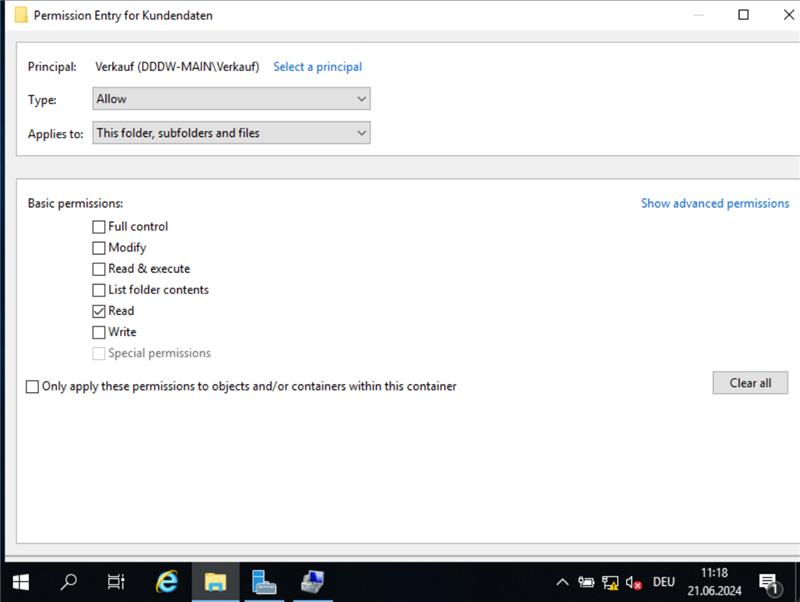 Permission Entry for Kundendaten
Principal: Verkauf (DDDW-MAIN\Verkauf) Select a principal
Type: Allow
Applies to: This folder, subfolders and files
Basic permissions: Show advanced permissions
Full control
Modify
Read & execute
List folder contents
Read
Write
Special permissions
Only apply these permissions to objects and/or containers within this container
Clear all
DEU
11:18
21.06.2024
1